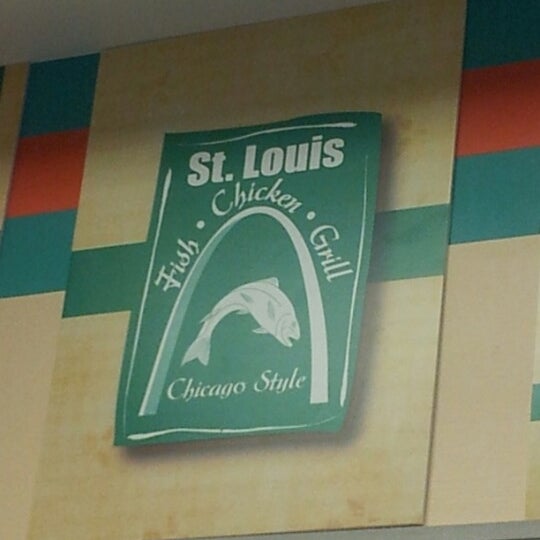 St. Louis
Fish • Chicken • Grill
Chicago Style